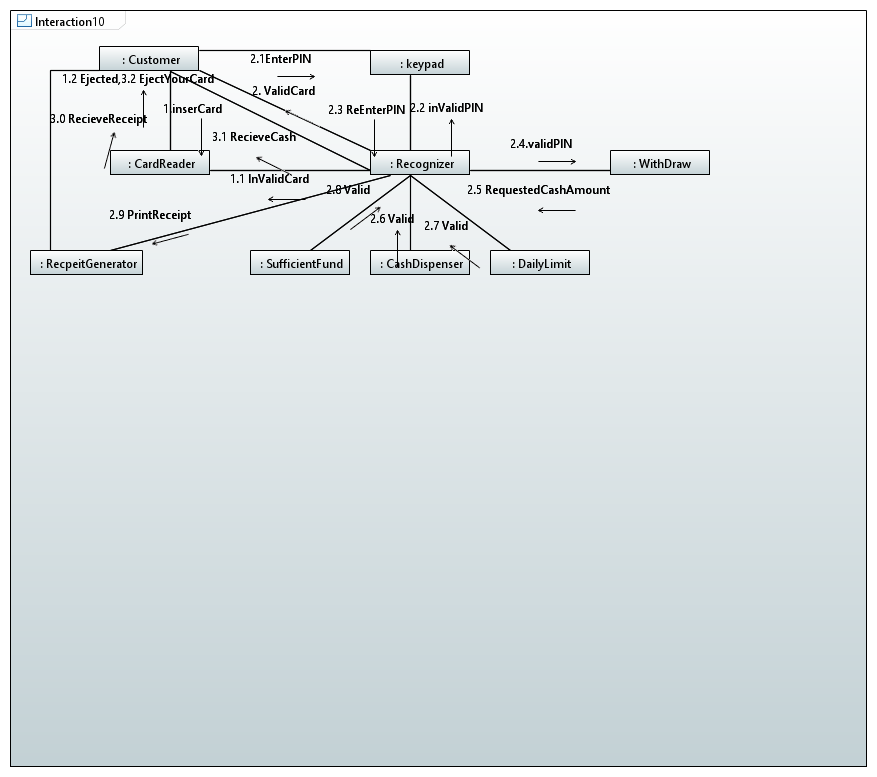 Interaction10
: Customer
2.1EnterPIN
: keypad
1.2 Ejected,3.2 EjectYourCard
2. ValidCard
3.0 RecieveReceipt
1.inserCard
2.3 ReEnterPIN
2.2 inValidPIN
3.1 RecieveCash
2.4.validPIN
: CardReader
: Recognizer
: WithDraw
1.1 InValidCard
2.8 Valid
2.5 RequestedCashAmount
2.9 PrintReceipt
2.6 Valid
2.7 Valid
: RecpeitGenerator
: SufficientFund
: CashDispenser
: DailyLimit